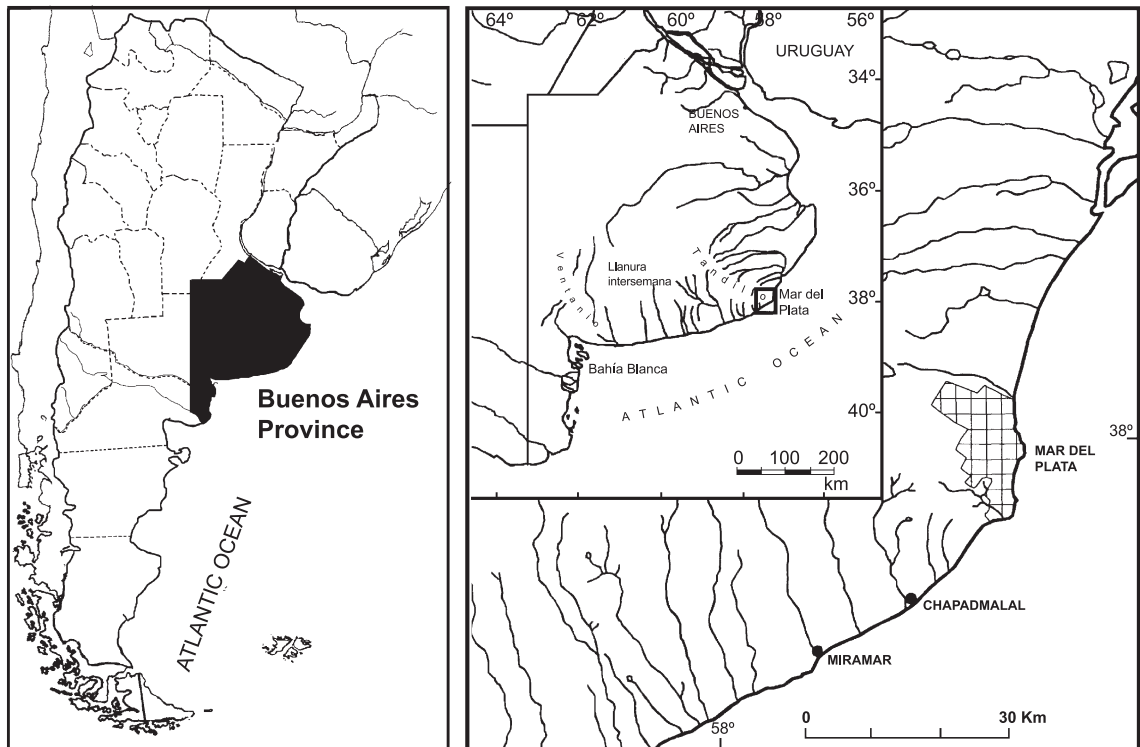 Buenos Aires
Province
ATLANTIC OCEAN
64º 62º 60º 58º 56º
URUGUAY
34º
BUENOS
AIRES
36º
Ventania
Llanura
intersemana
Tandilia
Mar del
Plata
38º
Bahía Blanca
ATLANTIC OCEAN
40º
0 100 200
km
38º
MAR DEL
PLATA
CHAPADMALAL
MIRAMAR
58º
0 30 Km